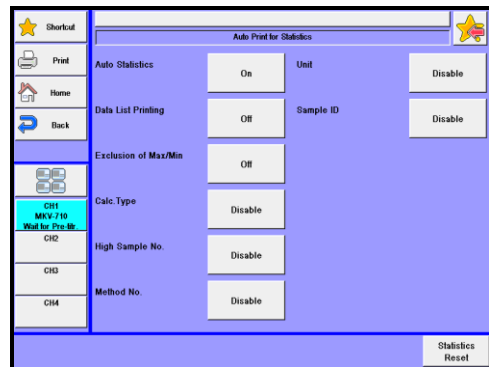 Shortcut
Auto Print for Statistics
Print
Home
Back
Auto Statistics
On
Unit
Disable
Data List Printing
Off
Sample ID
Disable
Exclusion of Max/Min
Off
Calc.Type
Disable
High Sample No.
Disable
Method No.
Disable
CH1
MKV-710
Wait for Pre-titr.
CH2
CH3
CH4
Statistics
Reset